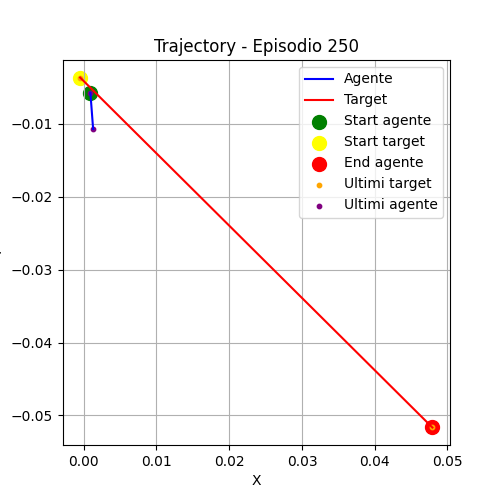 Trajectory - Episodio 250
Agente
Target
Start agente
Start target
End agente
Ultimi target
Ultimi agente
−0.01
−0.02
−0.03
−0.04
−0.05
0.00 0.01 0.02 0.03 0.04 0.05
X